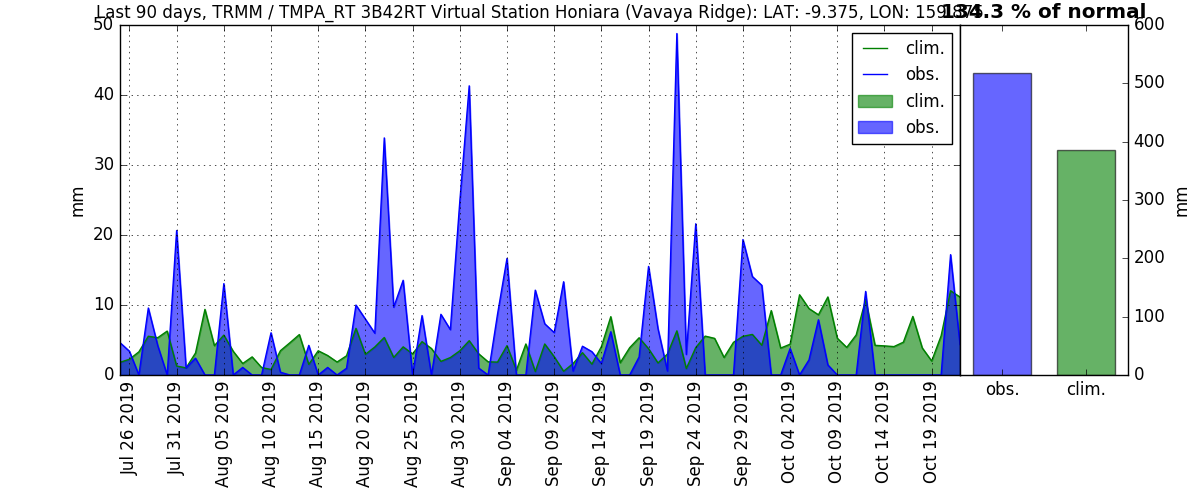 Last 90 days, TRMM / TMPA_RT 3B42RT Virtual Station Honiara (Vavaya Ridge): LAT: -9.375, LON: 159.875
134.3 % of normal
50
40
30
20
10
0
mm
clim.
obs.
clim.
obs.
600
500
400
300
200
100
0
mm
obs.
clim.
Jul 26 2019
Jul 31 2019
Aug 05 2019
Aug 10 2019
Aug 15 2019
Aug 20 2019
Aug 25 2019
Aug 30 2019
Sep 04 2019
Sep 09 2019
Sep 14 2019
Sep 19 2019
Sep 24 2019
Sep 29 2019
Oct 04 2019
Oct 09 2019
Oct 14 2019
Oct 19 2019